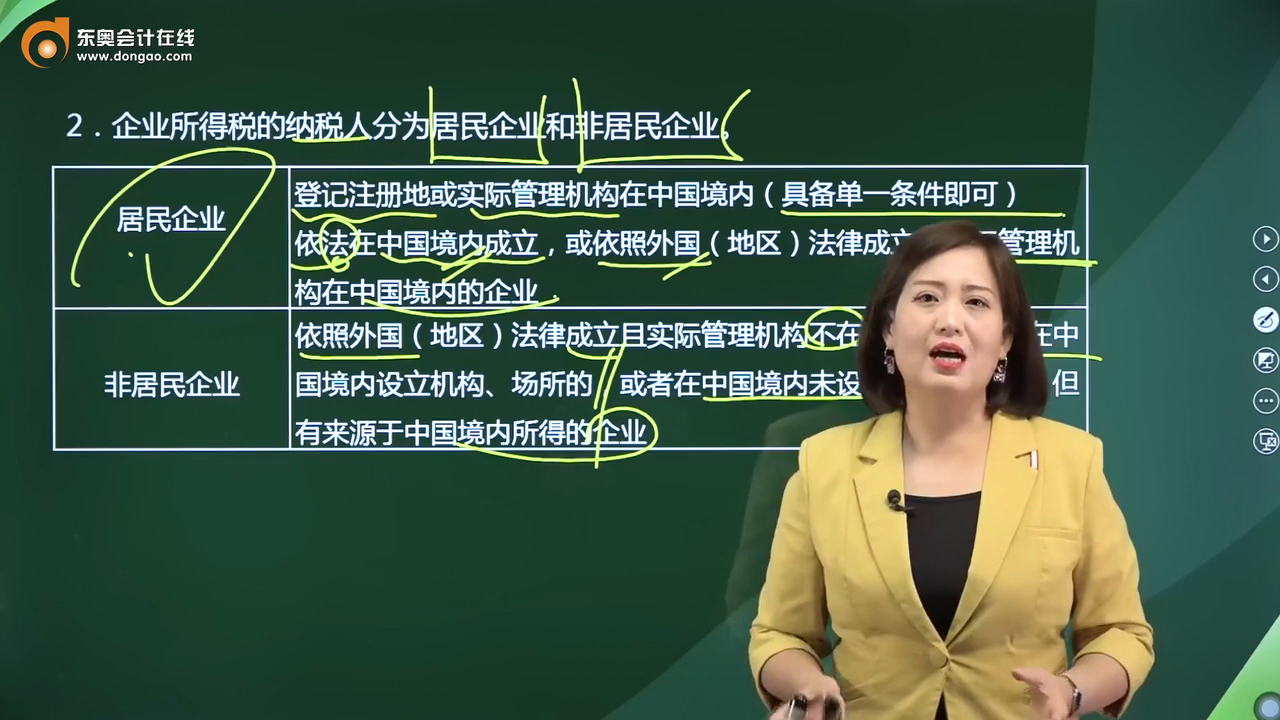 东奥会计在线
www.dongao.com
2．企业所得税的纳税人分为居民企业和非居民企业。
居民企业
登记注册地或实际管理机构在中国境内（具备单一条件即可）
依法在中国境内成立，或依照外国（地区）法律成 管理机
构在中国境内的企业
非居民企业
依照外国（地区）法律成立且实际管理机构不在 在中
国境内设立机构、场所的 或者在中国境内未设 但
有来源于中国境内所得的企业